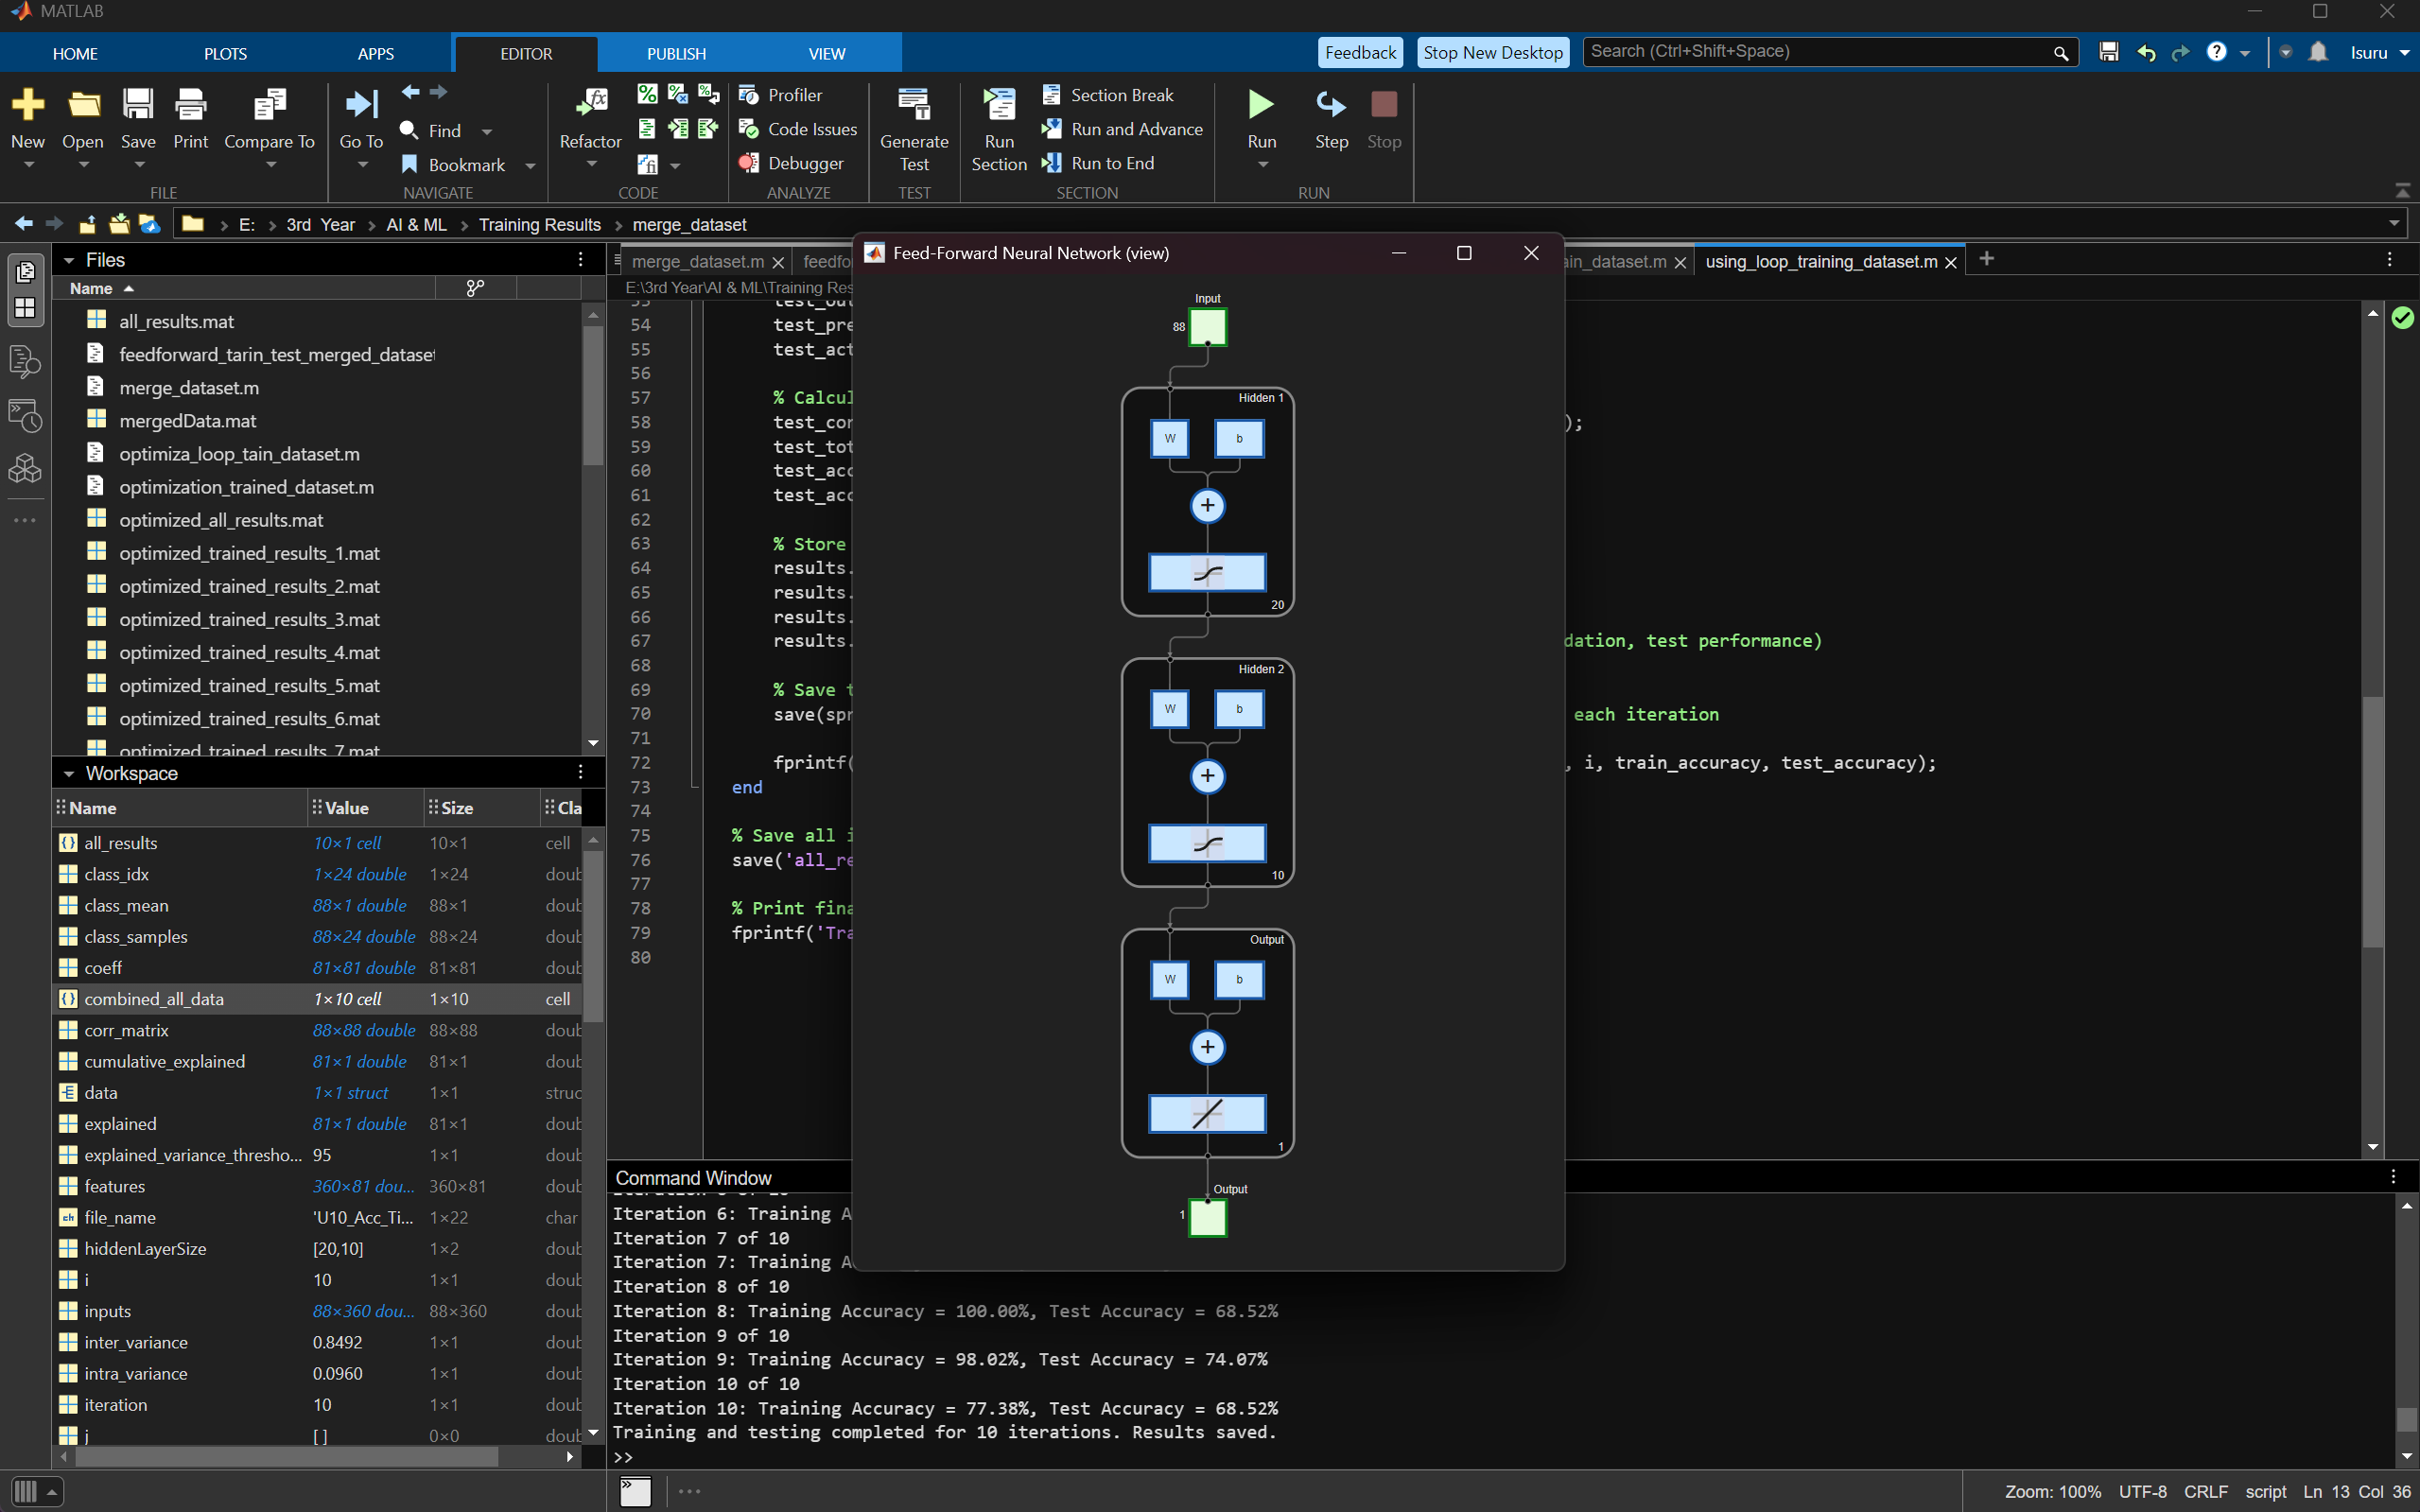 MATLAB
HOME PLOTS APPS EDITOR PUBLISH VIEW Feedback Stop New Desktop Search (Ctrl+Shift+Space) Isuru
New Open Save Print Compare To Go To Find Bookmark Refactor Profiler Code Issues Debugger Generate Test Run Section Section Break Run and Advance Run to End Run Step Stop
FILE NAVIGATE CODE ANALYZE TEST SECTION RUN
E: 3rd Year AI & ML Training Results merge_dataset
Files
Name
all_results.mat
feedforward_tarin_test_merged_dataset
merge_dataset.m
mergedData.mat
optimiza_loop_tain_dataset.m
optimization_trained_dataset.m
optimized_all_results.mat
optimized_trained_results_1.mat
optimized_trained_results_2.mat
optimized_trained_results_3.mat
optimized_trained_results_4.mat
optimized_trained_results_5.mat
optimized_trained_results_6.mat
optimized_trained_results_7.mat
Workspace
Name Value Size Cla
all_results 10×1 cell 10×1 cell
class_idx 1×24 double 1×24 doub
class_mean 88×1 double 88×1 doub
class_samples 88×24 double 88×24 doub
coeff 81×81 double 81×81 doub
combined_all_data 1×10 cell 1×10 cell
corr_matrix 88×88 double 88×88 doub
cumulative_explained 81×1 double 81×1 doub
data 1×1 struct 1×1 struc
explained 81×1 double 81×1 doub
explained_variance_thresho... 95 1×1 doub
features 360×81 dou... 360×81 doub
file_name 'U10_Acc_Ti... 1×22 char
hiddenLayerSize [20,10] 1×2 doub
i 10 1×1 doub
inputs 88×360 dou... 88×360 doub
inter_variance 0.8492 1×1 doub
intra_variance 0.0960 1×1 doub
iteration 10 1×1 doub
j [] 0×0 doub
merge_dataset.m feedfo in_dataset.m using_loop_training_dataset.m
E:\3rd Year\AI & ML\Training Res
53 test_out
54 test_pre
55 test_act
56
57 % Calcul
58 test_cor );
59 test_tot
60 test_acc
61 test_acc
62
63 % Store
64 results.
65 results.
66 results.
67 results. dation, test performance)
68
69 % Save t
70 save(spr each iteration
71
72 fprintf( , i, train_accuracy, test_accuracy);
73 end
74
75 % Save all i
76 save('all_re
77
78 % Print fina
79 fprintf('Tra
80
Feed-Forward Neural Network (view)
Input
88
Hidden 1
W b
+
20
Hidden 2
W b
+
10
Output
W b
+
1
Output
1
Command Window
Iteration 6: Training A
Iteration 7 of 10
Iteration 7: Training A
Iteration 8 of 10
Iteration 8: Training Accuracy = 100.00%, Test Accuracy = 68.52%
Iteration 9 of 10
Iteration 9: Training Accuracy = 98.02%, Test Accuracy = 74.07%
Iteration 10 of 10
Iteration 10: Training Accuracy = 77.38%, Test Accuracy = 68.52%
Training and testing completed for 10 iterations. Results saved.
>>
Zoom: 100% UTF-8 CRLF script Ln 13 Col 36